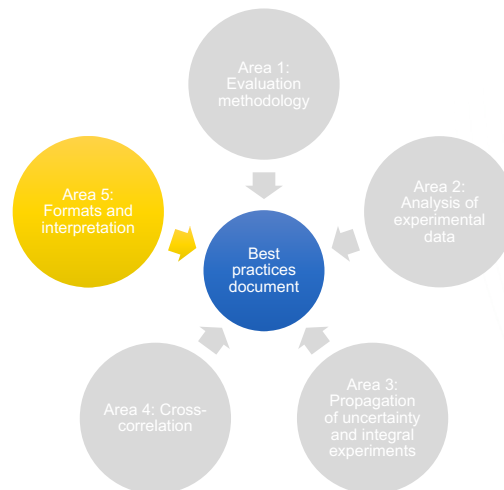 Area 1:
Evaluation
methodology
Area 2:
Analysis of
experimental
data
Area 3:
Propagation
of uncertainty
and integral
experiments
Area 4: Cross-
correlation
Area 5:
Formats and
interpretation
Best
practices
document